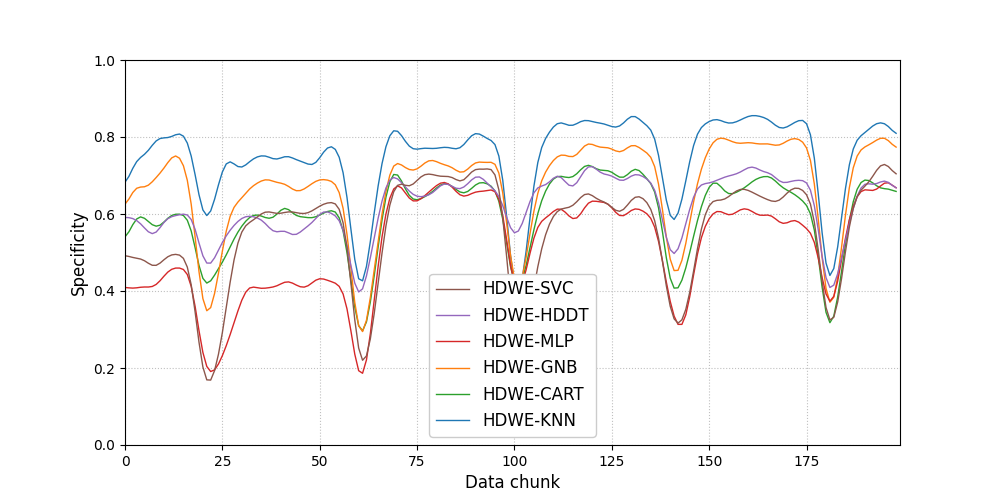 1.0
0.8
0.6
0.4
0.2
0.0
Specificity
HDWE-SVC
HDWE-HDDT
HDWE-MLP
HDWE-GNB
HDWE-CART
HDWE-KNN
0 25 50 75 100 125 150 175
Data chunk